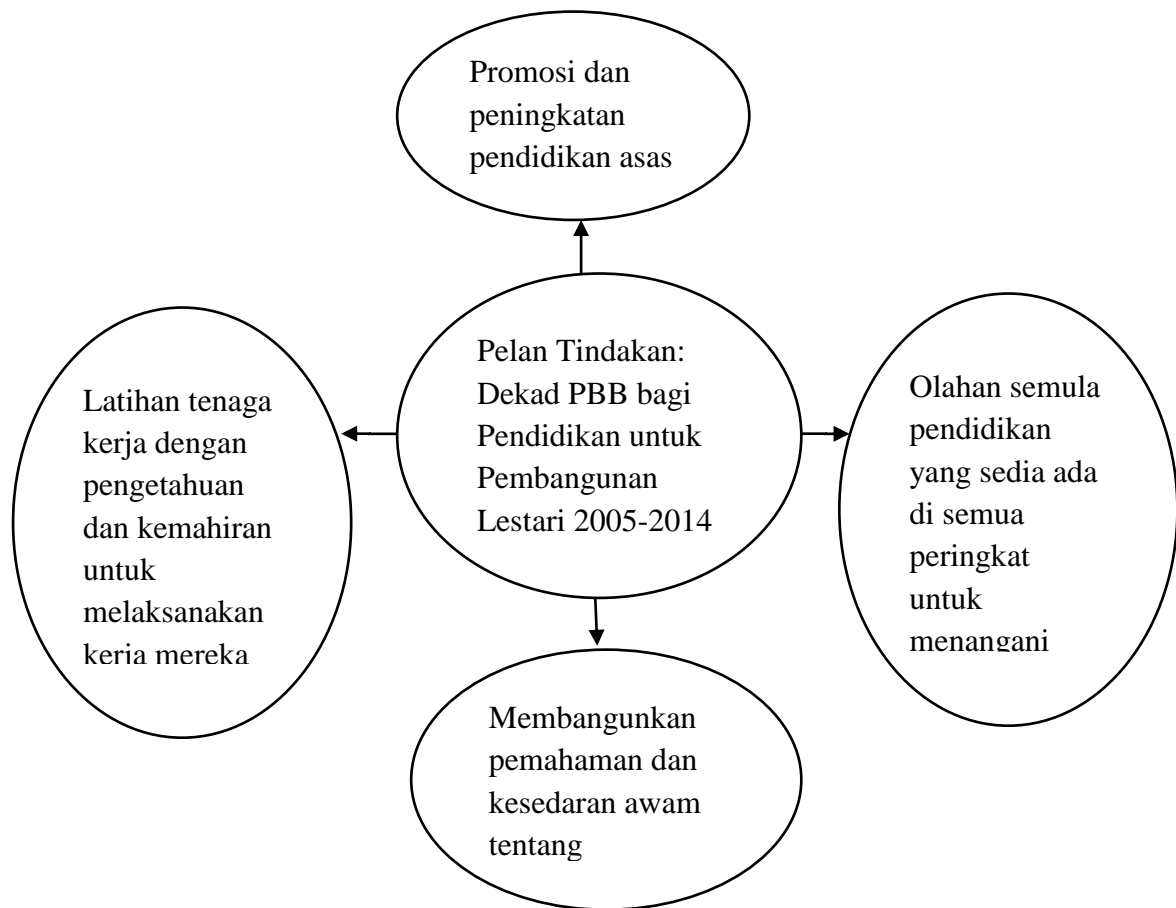 Promosi dan
peningkatan
pendidikan asas
Pelan Tindakan:
Dekad PBB bagi
Pendidikan untuk
Pembangunan
Lestari 2005-2014
Latihan tenaga
kerja dengan
pengetahuan
dan kemahiran
untuk
melaksanakan
kerja mereka
Olahan semula
pendidikan
yang sedia ada
di semua
peringkat
untuk
menangani
Membangunkan
pemahaman dan
kesedaran awam
tentang